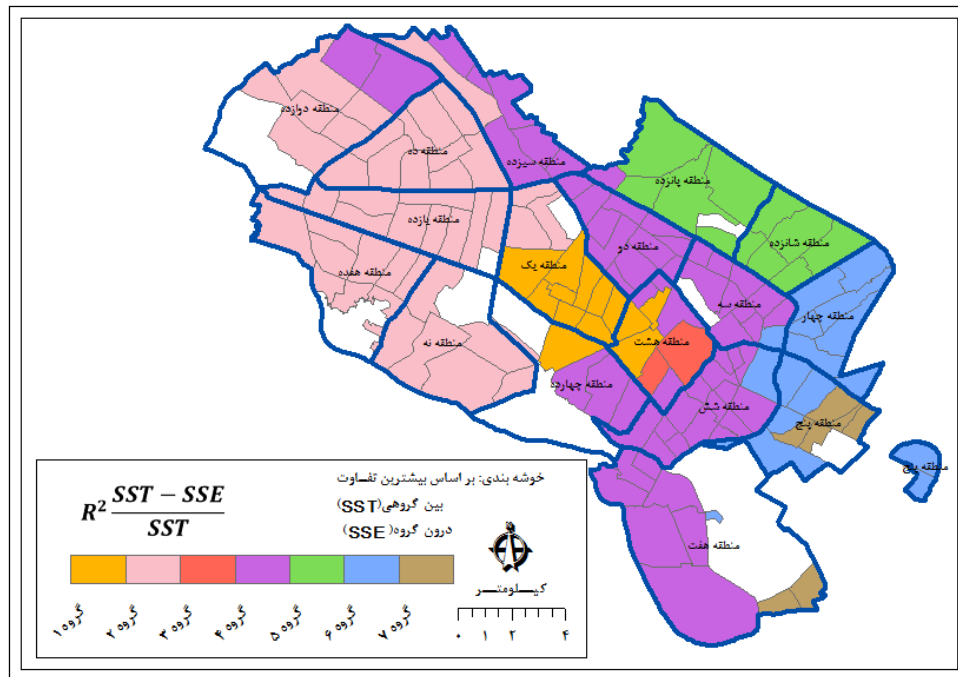 منطقه دوازده
منطقه ده
منطقه سیزده
منطقه پانزده
منطقه یازده
منطقه دو
منطقه شانزده
منطقه هفده
منطقه یک
منطقه سه
منطقه چهار
منطقه نه
منطقه هشت
منطقه چهارده
منطقه شش
منطقه پنج
منطقه پنج
منطقه هفت
خوشه بندی: بر اساس بیشترین تفـاوت
بین گروهی(SST)
درون گروه( SSE)
R² (SST − SSE)/SST
کیـــلومتـــر
۰ ۱ ۲ ۴
گروه ۱
گروه ۲
گروه ۳
گروه ۴
گروه ۵
گروه ۶
گروه ۷